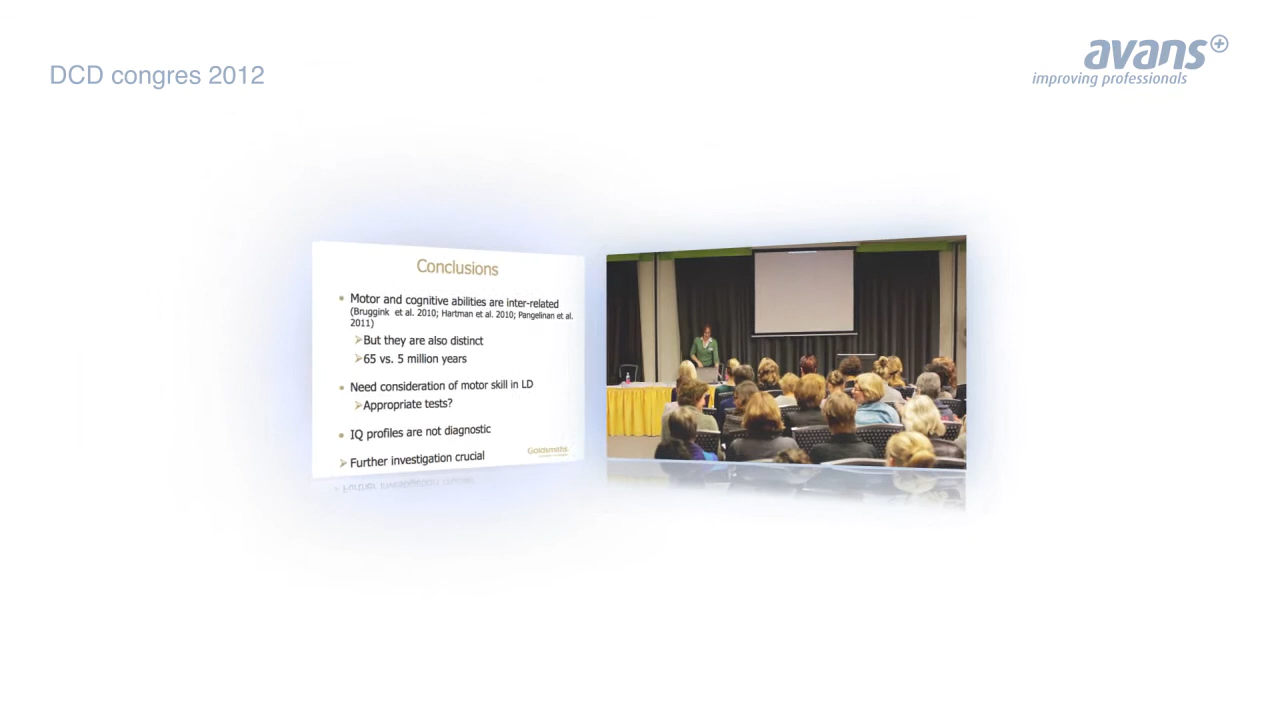 DCD congres 2012
avans+
improving professionals
Conclusions
• Motor and cognitive abilities are inter-related
(Bruggink et al. 2010; Hartman et al. 2010; Pangelinan et al.
2011)
➢But they are also distinct
➢65 vs. 5 million years
• Need consideration of motor skill in LD
➢Appropriate tests?
• IQ profiles are not diagnostic
➢ Further investigation crucial
Goldsmiths